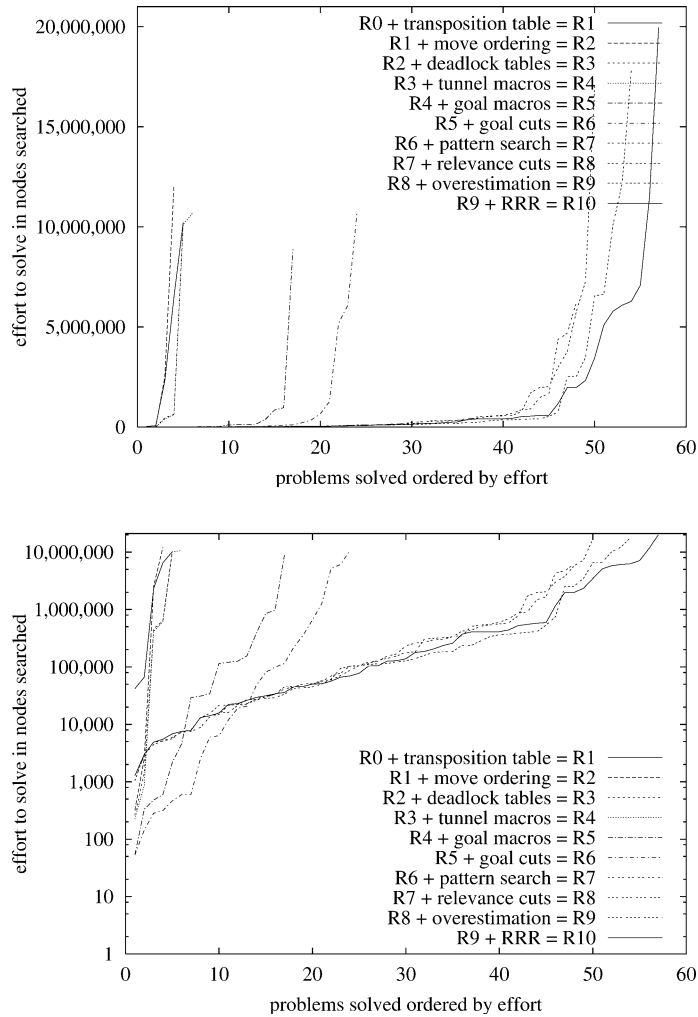 20,000,000
15,000,000
10,000,000
5,000,000
0
effort to solve in nodes searched
R0 + transposition table = R1
R1 + move ordering = R2
R2 + deadlock tables = R3
R3 + tunnel macros = R4
R4 + goal macros = R5
R5 + goal cuts = R6
R6 + pattern search = R7
R7 + relevance cuts = R8
R8 + overestimation = R9
R9 + RRR = R10
0 10 20 30 40 50 60
problems solved ordered by effort
10,000,000
1,000,000
100,000
10,000
1,000
100
10
1
effort to solve in nodes searched
R0 + transposition table = R1
R1 + move ordering = R2
R2 + deadlock tables = R3
R3 + tunnel macros = R4
R4 + goal macros = R5
R5 + goal cuts = R6
R6 + pattern search = R7
R7 + relevance cuts = R8
R8 + overestimation = R9
R9 + RRR = R10
0 10 20 30 40 50 60
problems solved ordered by effort